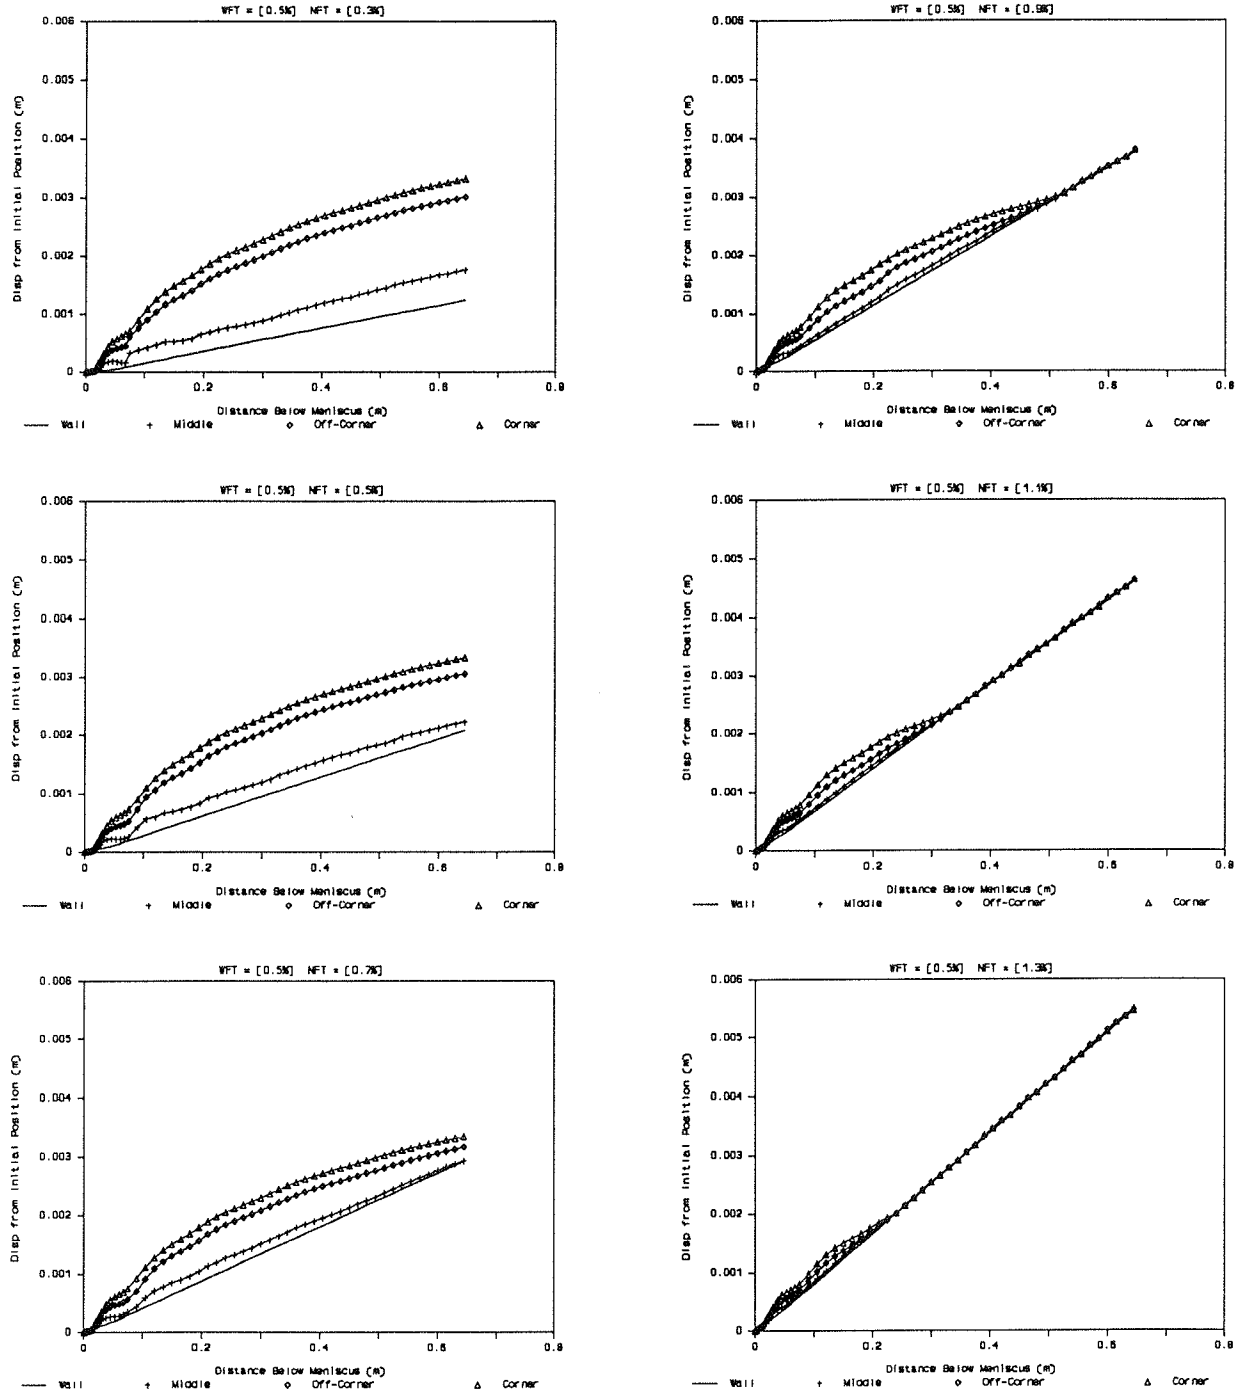 WFT = [0.5%] NFT = [0.3%]
0.006
0.005
0.004
0.003
0.002
0.001
0
Disp from Initial Position (m)
0 0.2 0.4 0.6 0.8
Distance Below Meniscus (m)
Wall Middle Off-Corner Corner
WFT = [0.5%] NFT = [0.9%]
0.006
0.005
0.004
0.003
0.002
0.001
0
Disp from Initial Position (m)
0 0.2 0.4 0.6 0.8
Distance Below Meniscus (m)
Wall Middle Off-Corner Corner
WFT = [0.5%] NFT = [0.5%]
0.006
0.005
0.004
0.003
0.002
0.001
0
Disp from Initial Position (m)
0 0.2 0.4 0.6 0.8
Distance Below Meniscus (m)
Wall Middle Off-Corner Corner
WFT = [0.5%] NFT = [1.1%]
0.006
0.005
0.004
0.003
0.002
0.001
0
Disp from Initial Position (m)
0 0.2 0.4 0.6 0.8
Distance Below Meniscus (m)
Wall Middle Off-Corner Corner
WFT = [0.5%] NFT = [0.7%]
0.006
0.005
0.004
0.003
0.002
0.001
0
Disp from Initial Position (m)
0 0.2 0.4 0.6 0.8
Distance Below Meniscus (m)
Wall Middle Off-Corner Corner
WFT = [0.5%] NFT = [1.3%]
0.006
0.005
0.004
0.003
0.002
0.001
0
Disp from Initial Position (m)
0 0.2 0.4 0.6 0.8
Distance Below Meniscus (m)
Wall Middle Off-Corner Corner